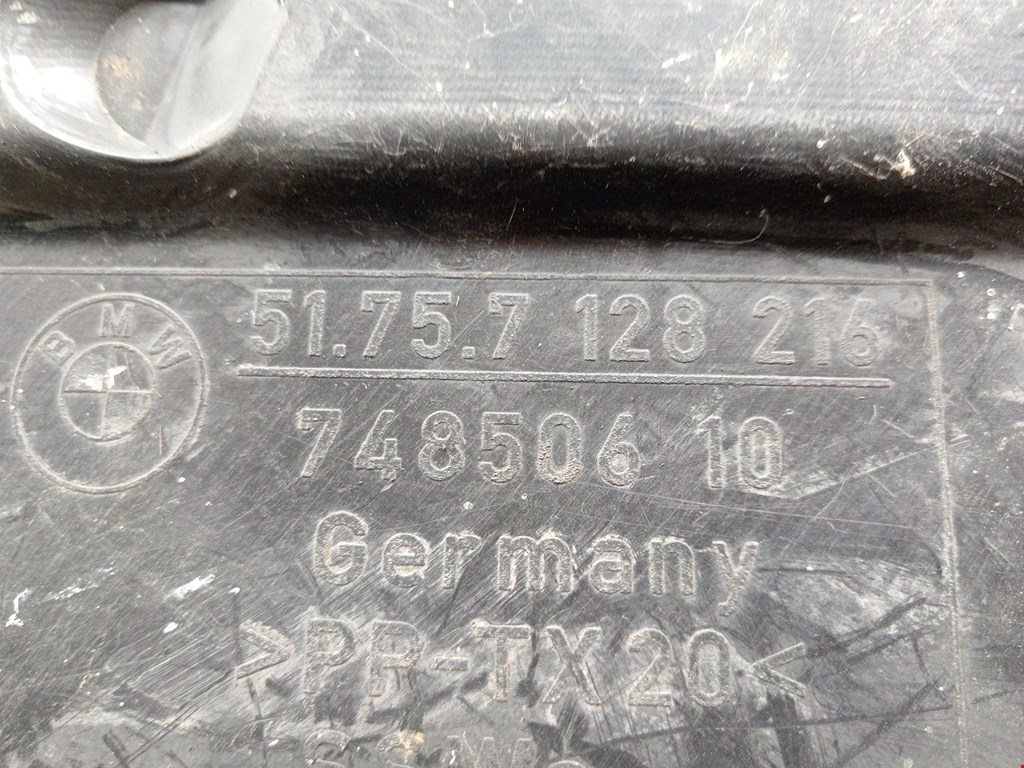 BMW
51.75.7 128 216
748506 10
Germany
>PP-TX20<